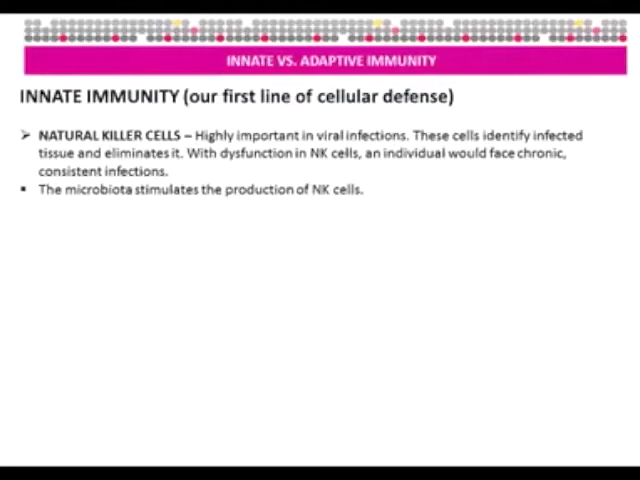 INNATE VS. ADAPTIVE IMMUNITY
INNATE IMMUNITY (our first line of cellular defense)
➢ NATURAL KILLER CELLS – Highly important in viral infections. These cells identify infected
tissue and eliminates it. With dysfunction in NK cells, an individual would face chronic,
consistent infections.
▪ The microbiota stimulates the production of NK cells.